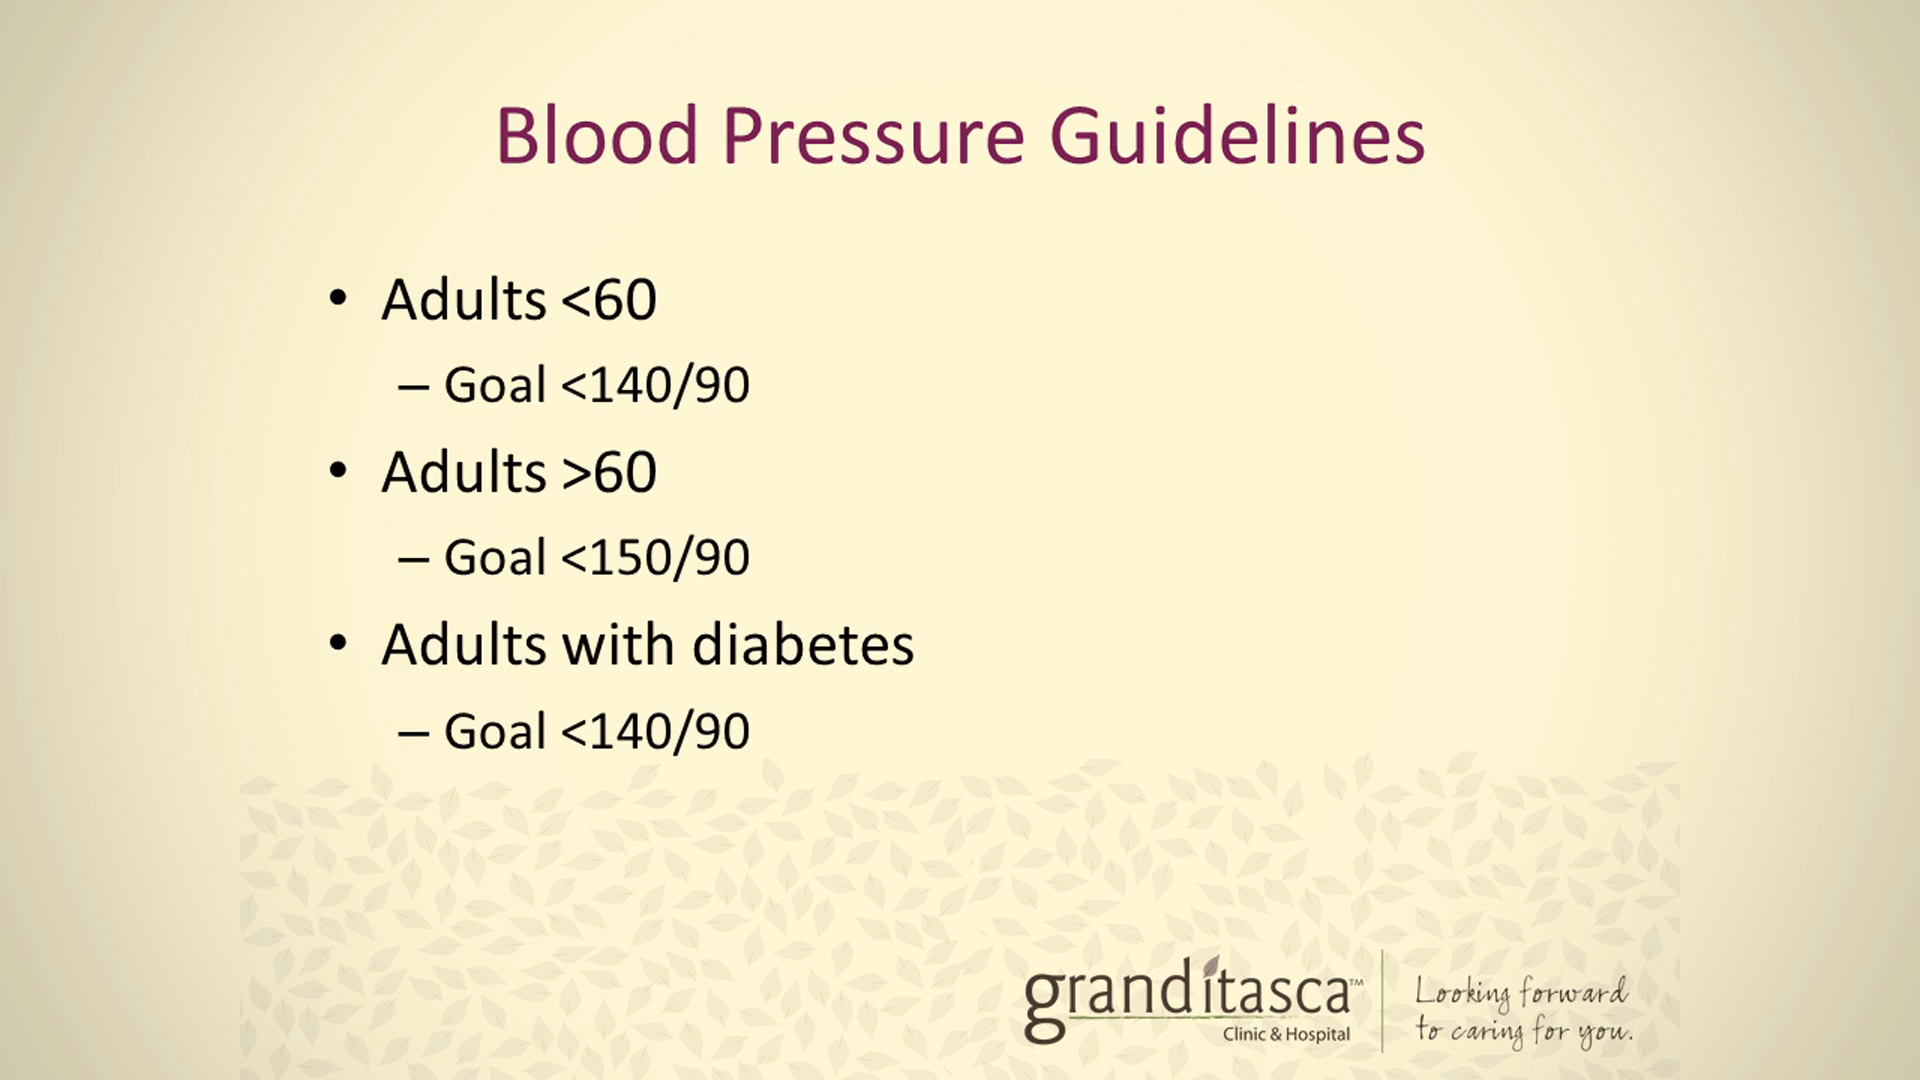 Blood Pressure Guidelines
• Adults <60
– Goal <140/90
• Adults >60
– Goal <150/90
• Adults with diabetes
– Goal <140/90
granditasca™
Clinic & Hospital
Looking forward
to caring for you.